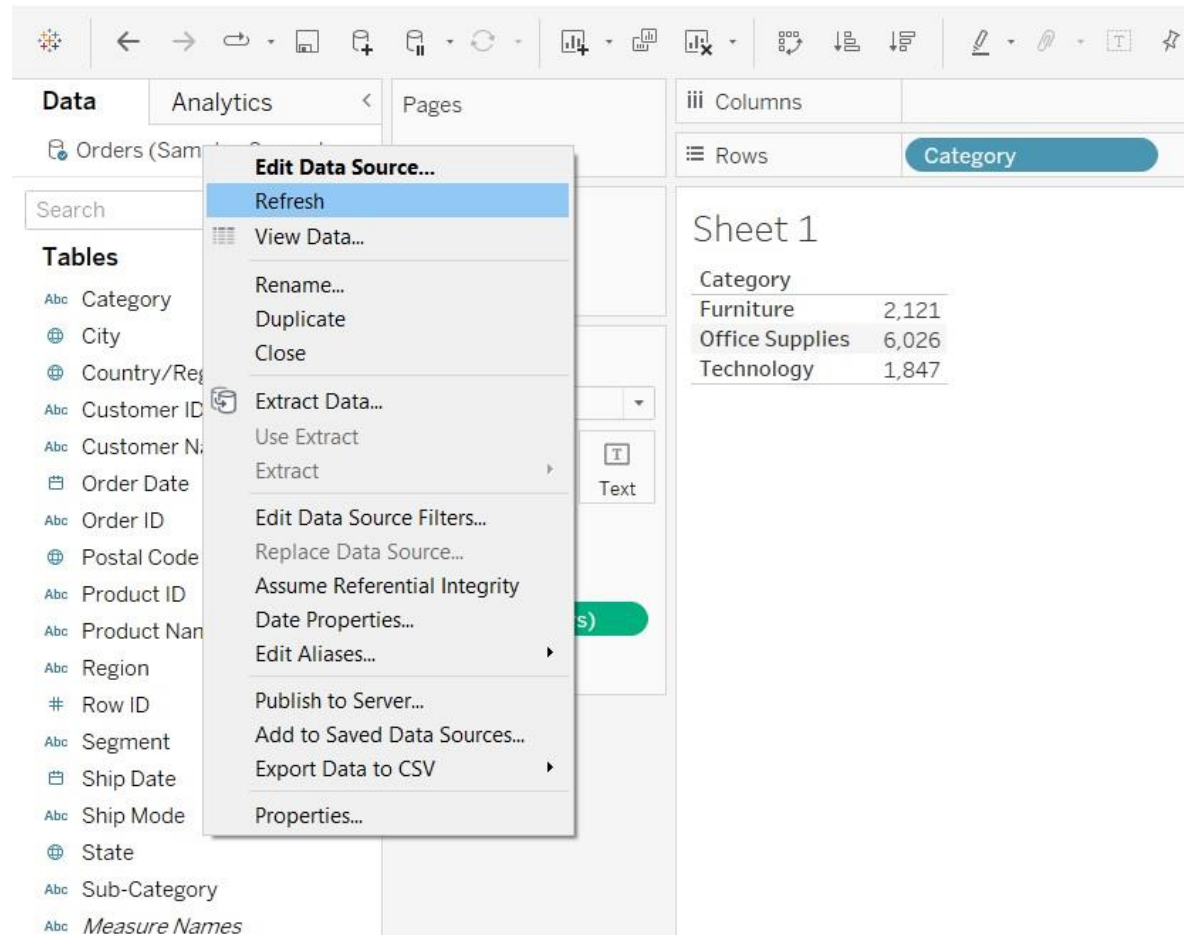 Data
Analytics
Pages
iii Columns
Rows
Category
Orders (Sam
Search
Tables
Abc Category
City
Country/Reg
Abc Customer ID
Abc Customer Na
Order Date
Abc Order ID
Postal Code
Abc Product ID
Abc Product Nam
Abc Region
# Row ID
Abc Segment
Ship Date
Abc Ship Mode
State
Abc Sub-Category
Abc Measure Names
Edit Data Source...
Refresh
View Data...
Rename...
Duplicate
Close
Extract Data...
Use Extract
Extract
Edit Data Source Filters...
Replace Data Source...
Assume Referential Integrity
Date Properties...
Edit Aliases...
Publish to Server...
Add to Saved Data Sources...
Export Data to CSV
Properties...
T
Text
s)
Sheet 1
Category
Furniture 2,121
Office Supplies 6,026
Technology 1,847